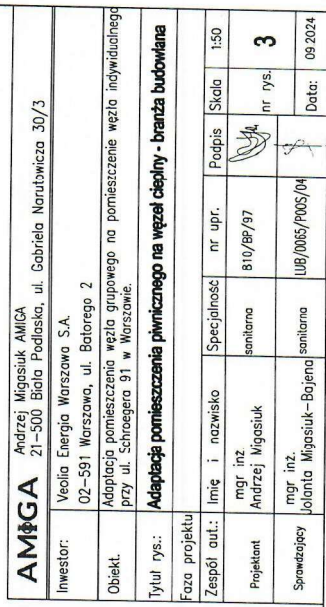 AMIGA
Andrzej Migasiuk AMIGA
21-500 Biała Podlaska, ul. Gabriela Narutowicza 30/3
Inwestor:
Veolia Energia Warszawa S.A.
02-591 Warszawa, ul. Batorego 2
Obiekt.
Adaptacja pomieszczenia węzła grupowego na pomieszczenie węzła indywidualnego
przy ul. Schroegera 91 w Warszawie.
Tytuł rys.:
Adaptacja pomieszczenia piwnicznego na węzeł cieplny - branża budowlana
Faza projektu
Zespół aut.: Imię i nazwisko Specjalność nr upr. Podpis Skala 1:50
Projektant
mgr inż.
Andrzej Migasiuk
sanitarna
810/BP/97
nr rys. 3
Sprawdzający
mgr inż.
Jolanta Migasiuk-Bajena
sanitarna
LUB/0065/POOS/04
Data: 09.2024